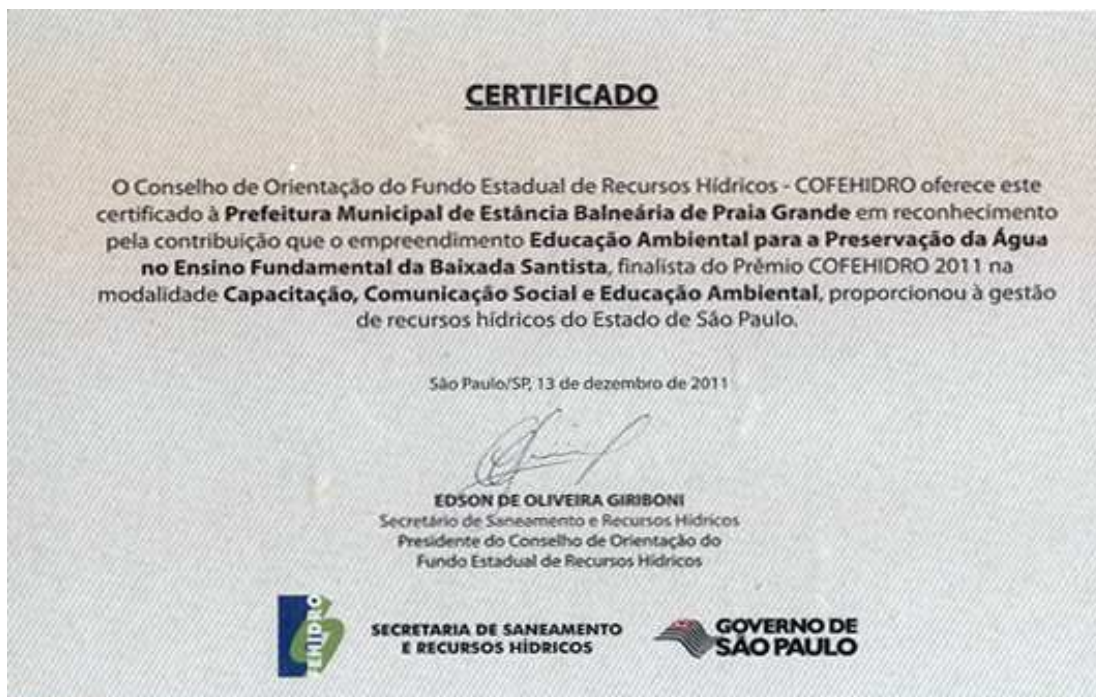 CERTIFICADO
O Conselho de Orientação do Fundo Estadual de Recursos Hídricos - COFEHIDRO oferece este
certificado à Prefeitura Municipal de Estância Balneária de Praia Grande em reconhecimento
pela contribuição que o empreendimento Educação Ambiental para a Preservação da Água
no Ensino Fundamental da Baixada Santista, finalista do Prêmio COFEHIDRO 2011 na
modalidade Capacitação, Comunicação Social e Educação Ambiental, proporcionou à gestão
de recursos hídricos do Estado de São Paulo.
São Paulo/SP, 13 de dezembro de 2011
EDSON DE OLIVEIRA GIRIBONI
Secretário de Saneamento e Recursos Hídricos
Presidente do Conselho de Orientação do
Fundo Estadual de Recursos Hídricos
FEHIDRO
SECRETARIA DE SANEAMENTO
E RECURSOS HÍDRICOS
GOVERNO DE
SÃO PAULO